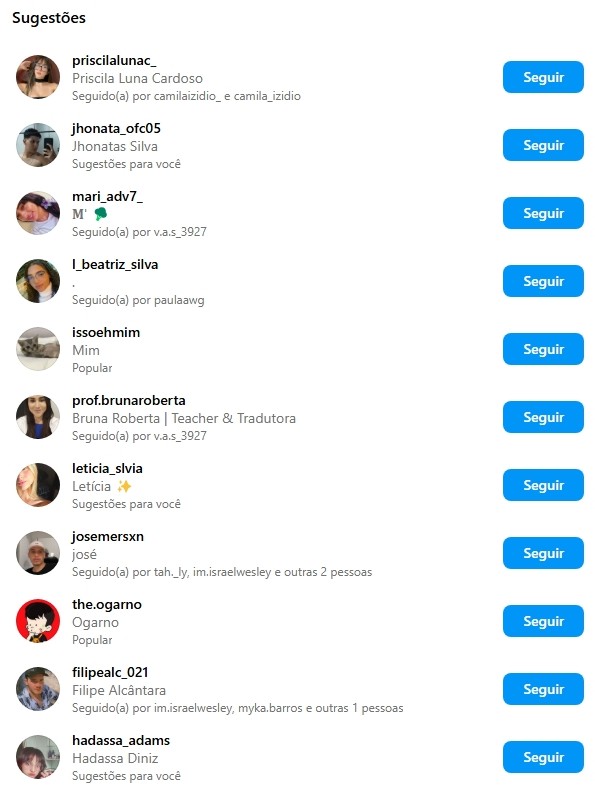 Sugestões
priscilalunac_
Priscila Luna Cardoso
Seguido(a) por camilaizidio_ e camila_izidio
Seguir
jhonata_ofc05
Jhonatas Silva
Sugestões para você
Seguir
mari_adv7_
𝐌' 🥦
Seguido(a) por v.a.s_3927
Seguir
l_beatriz_silva
.
Seguido(a) por paulaawg
Seguir
issoehmim
Mim
Popular
Seguir
prof.brunaroberta
Bruna Roberta | Teacher & Tradutora
Seguido(a) por v.a.s_3927
Seguir
leticia_slvia
Letícia ✨
Sugestões para você
Seguir
josemersxn
josé
Seguido(a) por tah._ly, im.israelwesley e outras 2 pessoas
Seguir
the.ogarno
Ogarno
Popular
Seguir
filipealc_021
Filipe Alcântara
Seguido(a) por im.israelwesley, myka.barros e outras 1 pessoas
Seguir
hadassa_adams
Hadassa Diniz
Sugestões para você
Seguir